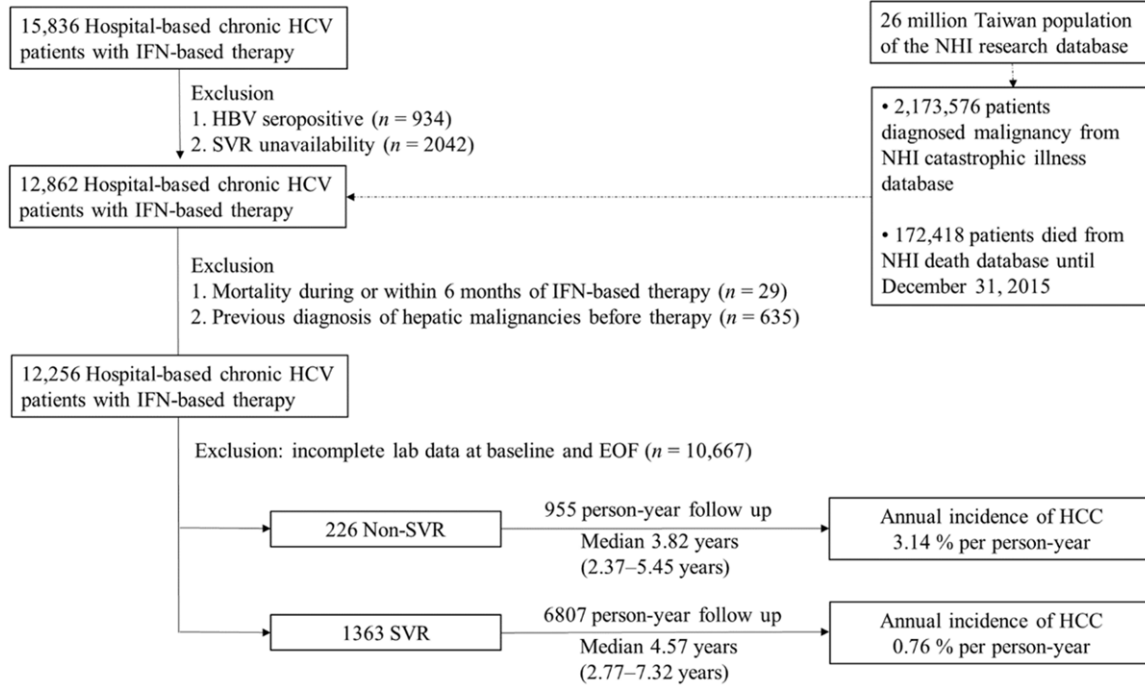 15,836 Hospital-based chronic HCV
patients with IFN-based therapy
26 million Taiwan population
of the NHI research database
Exclusion
1. HBV seropositive (n = 934)
2. SVR unavailability (n = 2042)
• 2,173,576 patients
diagnosed malignancy from
NHI catastrophic illness
database
• 172,418 patients died from
NHI death database until
December 31, 2015
12,862 Hospital-based chronic HCV
patients with IFN-based therapy
Exclusion
1. Mortality during or within 6 months of IFN-based therapy (n = 29)
2. Previous diagnosis of hepatic malignancies before therapy (n = 635)
12,256 Hospital-based chronic HCV
patients with IFN-based therapy
Exclusion: incomplete lab data at baseline and EOF (n = 10,667)
226 Non-SVR
955 person-year follow up
Median 3.82 years
(2.37–5.45 years)
Annual incidence of HCC
3.14 % per person-year
1363 SVR
6807 person-year follow up
Median 4.57 years
(2.77–7.32 years)
Annual incidence of HCC
0.76 % per person-year